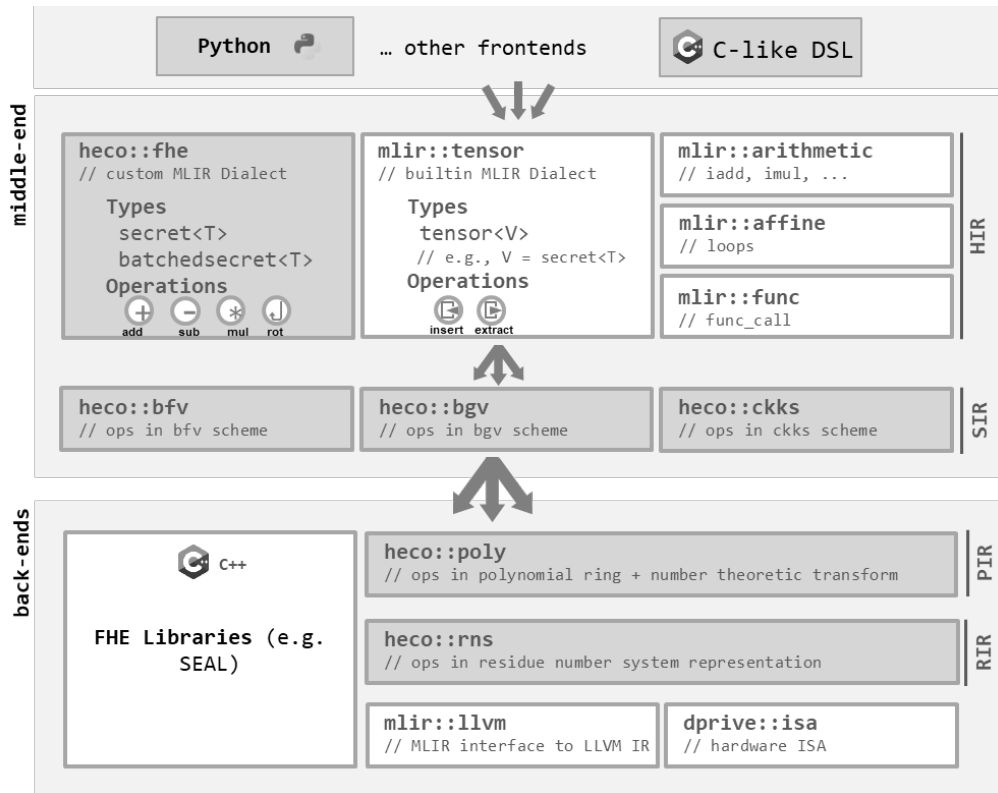 Python
... other frontends
C-like DSL
middle-end
heco::fhe
// custom MLIR Dialect
Types
secret<T>
batchedsecret<T>
Operations
add sub mul rot
mlir::tensor
// builtin MLIR Dialect
Types
tensor<V>
// e.g., V = secret<T>
Operations
insert extract
mlir::arithmetic
// iadd, imul, ...
mlir::affine
// loops
mlir::func
// func_call
HIR
heco::bfv
// ops in bfv scheme
heco::bgv
// ops in bgv scheme
heco::ckks
// ops in ckks scheme
SIR
back-ends
C++
FHE Libraries (e.g.
SEAL)
heco::poly
// ops in polynomial ring + number theoretic transform
PIR
heco::rns
// ops in residue number system representation
RIR
mlir::llvm
// MLIR interface to LLVM IR
dprive::isa
// hardware ISA